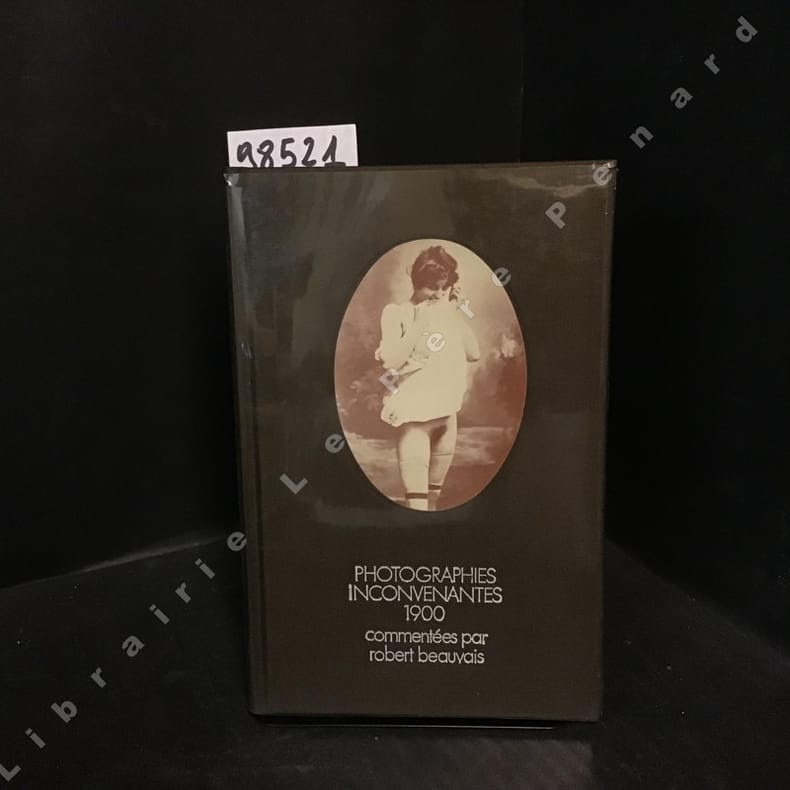 98521
PHOTOGRAPHIES
INCONVENANTES
1900
commentées par
robert beauvais
Librairie Le Père Pénard